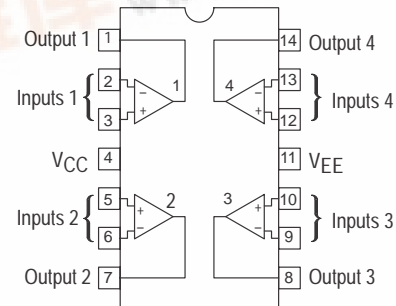 Output 1 1 14 Output 4
2 − 1 4 − 13
Inputs 1 { } Inputs 4
3 + + 12
VCC 4 11 VEE
5 + 2 3 + 10
Inputs 2 { } Inputs 3
6 − − 9
Output 2 7 8 Output 3